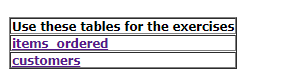 Use these tables for the exercises
items_ordered
customers